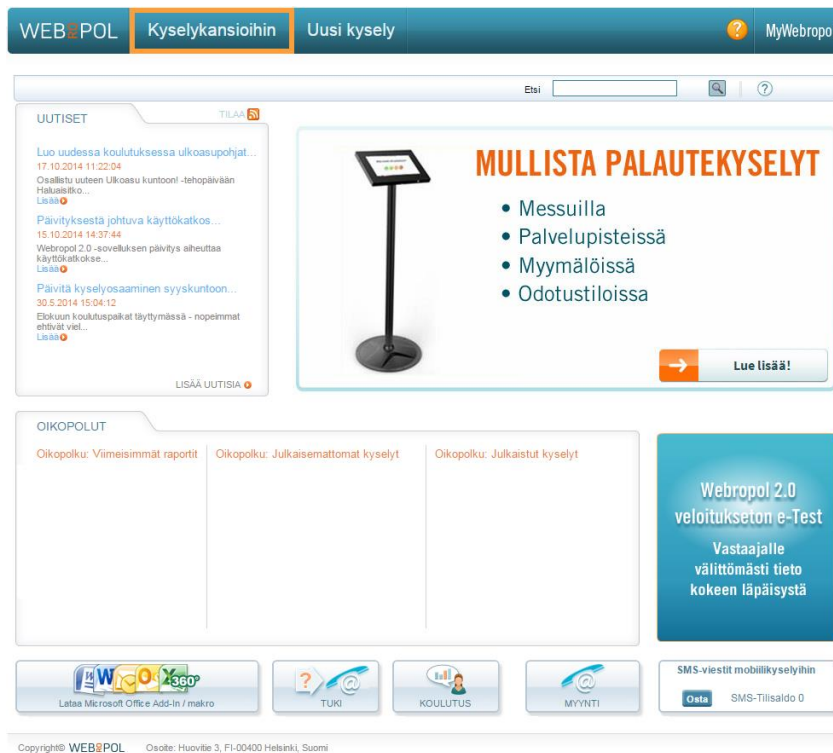 WEBROPOL Kyselykansioihin Uusi kysely ? MyWebropo
Etsi ?
UUTISET TILAA
Luo uudessa koulutuksessa ulkoasupohjat...
17.10.2014 11:22:04
Osallistu uuteen Ulkoasu kuntoon! -tehopäivään
Haluaisitko...
Lisää
Päivityksestä johtuva käyttökatkos...
15.10.2014 14:37:44
Webropol 2.0 -sovelluksen päivitys aiheuttaa
käyttökatkokse...
Lisää
Päivitä kyselyosaaminen syyskuntoon...
30.5.2014 15:04:12
Elokuun koulutuspaikat täyttymässä - nopeimmat
ehtivät viel...
Lisää
LISÄÄ UUTISIA
MULLISTA PALAUTEKYSELYT
• Messuilla
• Palvelupisteissä
• Myymälöissä
• Odotustiloissa
Lue lisää!
OIKOPOLUT
Oikopolku: Viimeisimmät raportit Oikopolku: Julkaisemattomat kyselyt Oikopolku: Julkaistut kyselyt
Webropol 2.0
veloitukseton e-Test
Vastaajalle
välittömästi tieto
kokeen läpäisystä
W O X 360°
Lataa Microsoft Office Add-In / makro
? @
TUKI
KOULUTUS
@
MYYNTI
SMS-viestit mobiilikyselyihin
Osta SMS-Tilisaldo 0
Copyright© WEBROPOL Osoite: Huovitie 3, FI-00400 Helsinki, Suomi